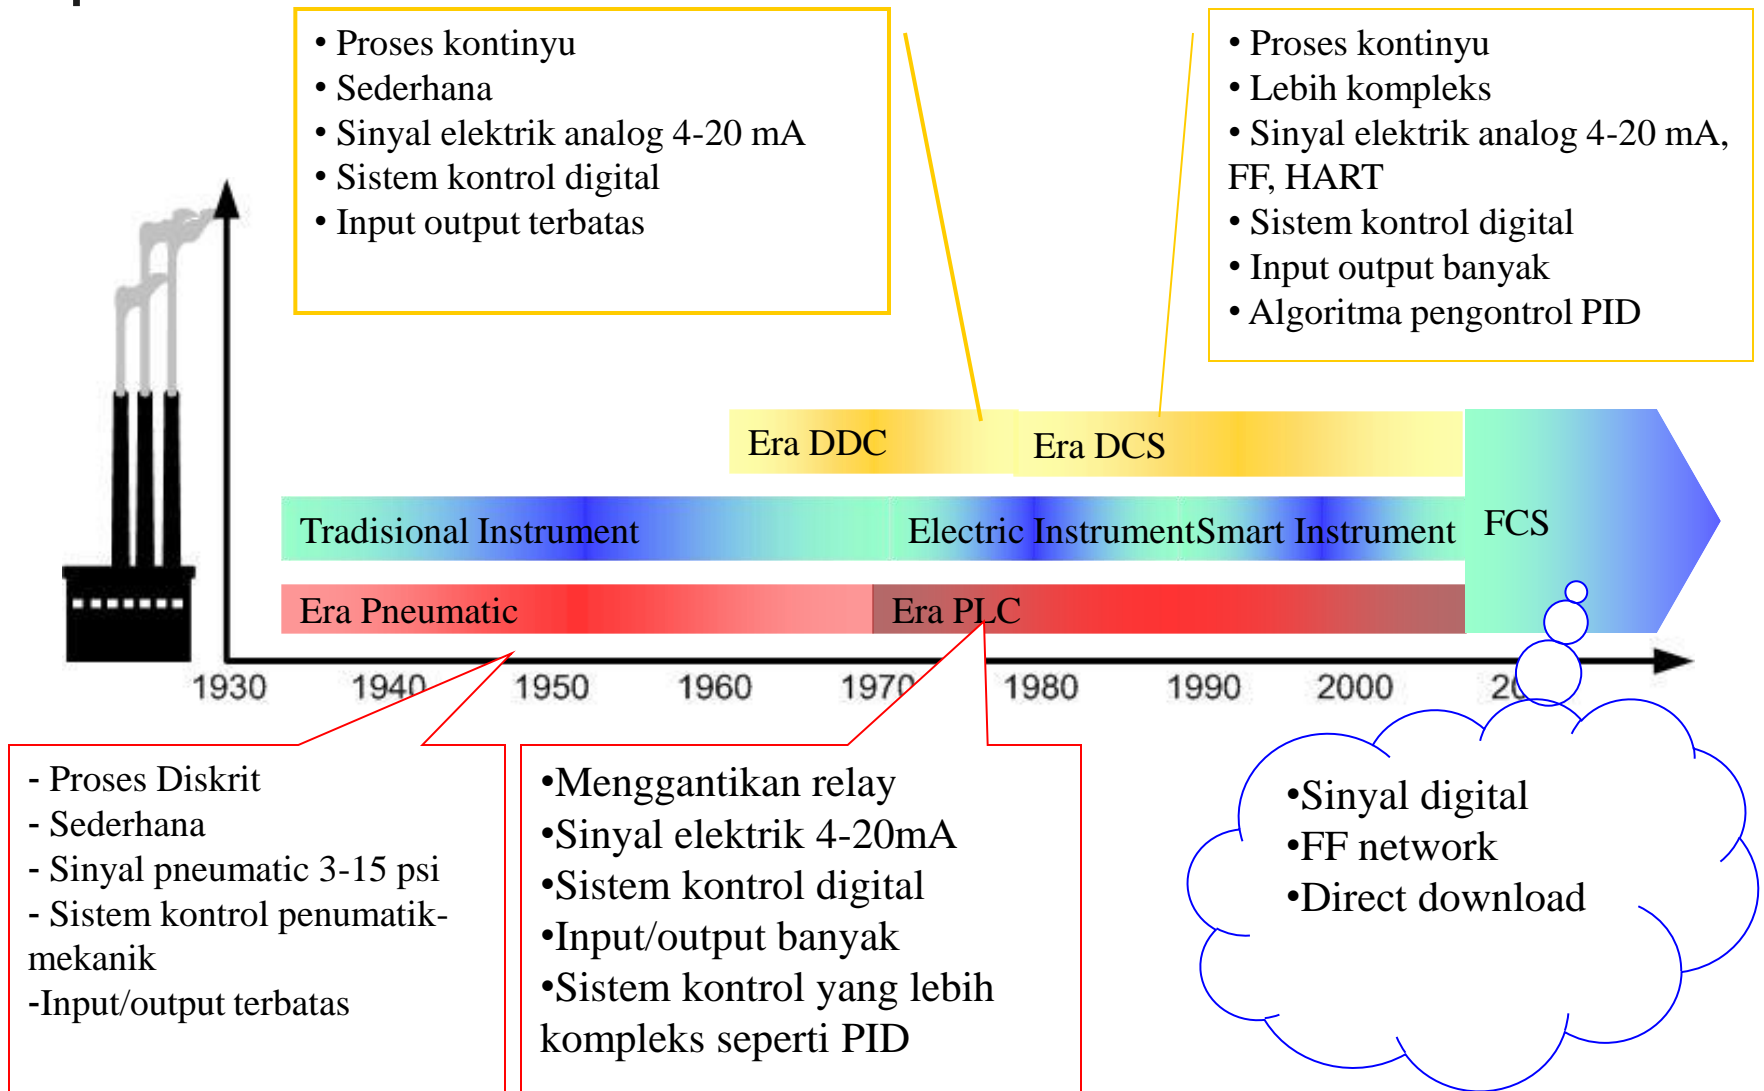 • Proses kontinyu
• Sederhana
• Sinyal elektrik analog 4-20 mA
• Sistem kontrol digital
• Input output terbatas
• Proses kontinyu
• Lebih kompleks
• Sinyal elektrik analog 4-20 mA,
FF, HART
• Sistem kontrol digital
• Input output banyak
• Algoritma pengontrol PID
Era DDC
Era DCS
Tradisional Instrument
Electric Instrument
Smart Instrument
FCS
Era Pneumatic
Era PLC
1930 1940 1950 1960 1970 1980 1990 2000
- Proses Diskrit
- Sederhana
- Sinyal pneumatic 3-15 psi
- Sistem kontrol penumatik-
mekanik
-Input/output terbatas
•Menggantikan relay
•Sinyal elektrik 4-20mA
•Sistem kontrol digital
•Input/output banyak
•Sistem kontrol yang lebih
kompleks seperti PID
•Sinyal digital
•FF network
•Direct download